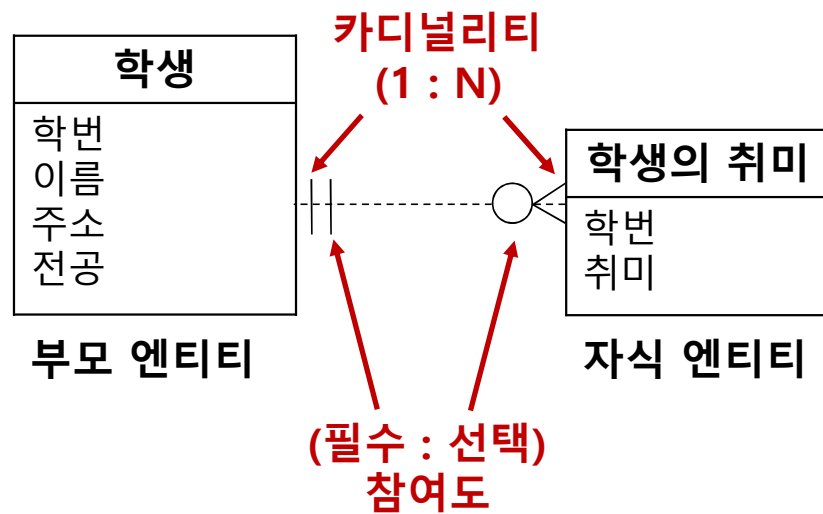 카디널리티
(1 : N)
학생
학번
이름
주소
전공
부모 엔티티
학생의 취미
학번
취미
자식 엔티티
(필수 : 선택)
참여도